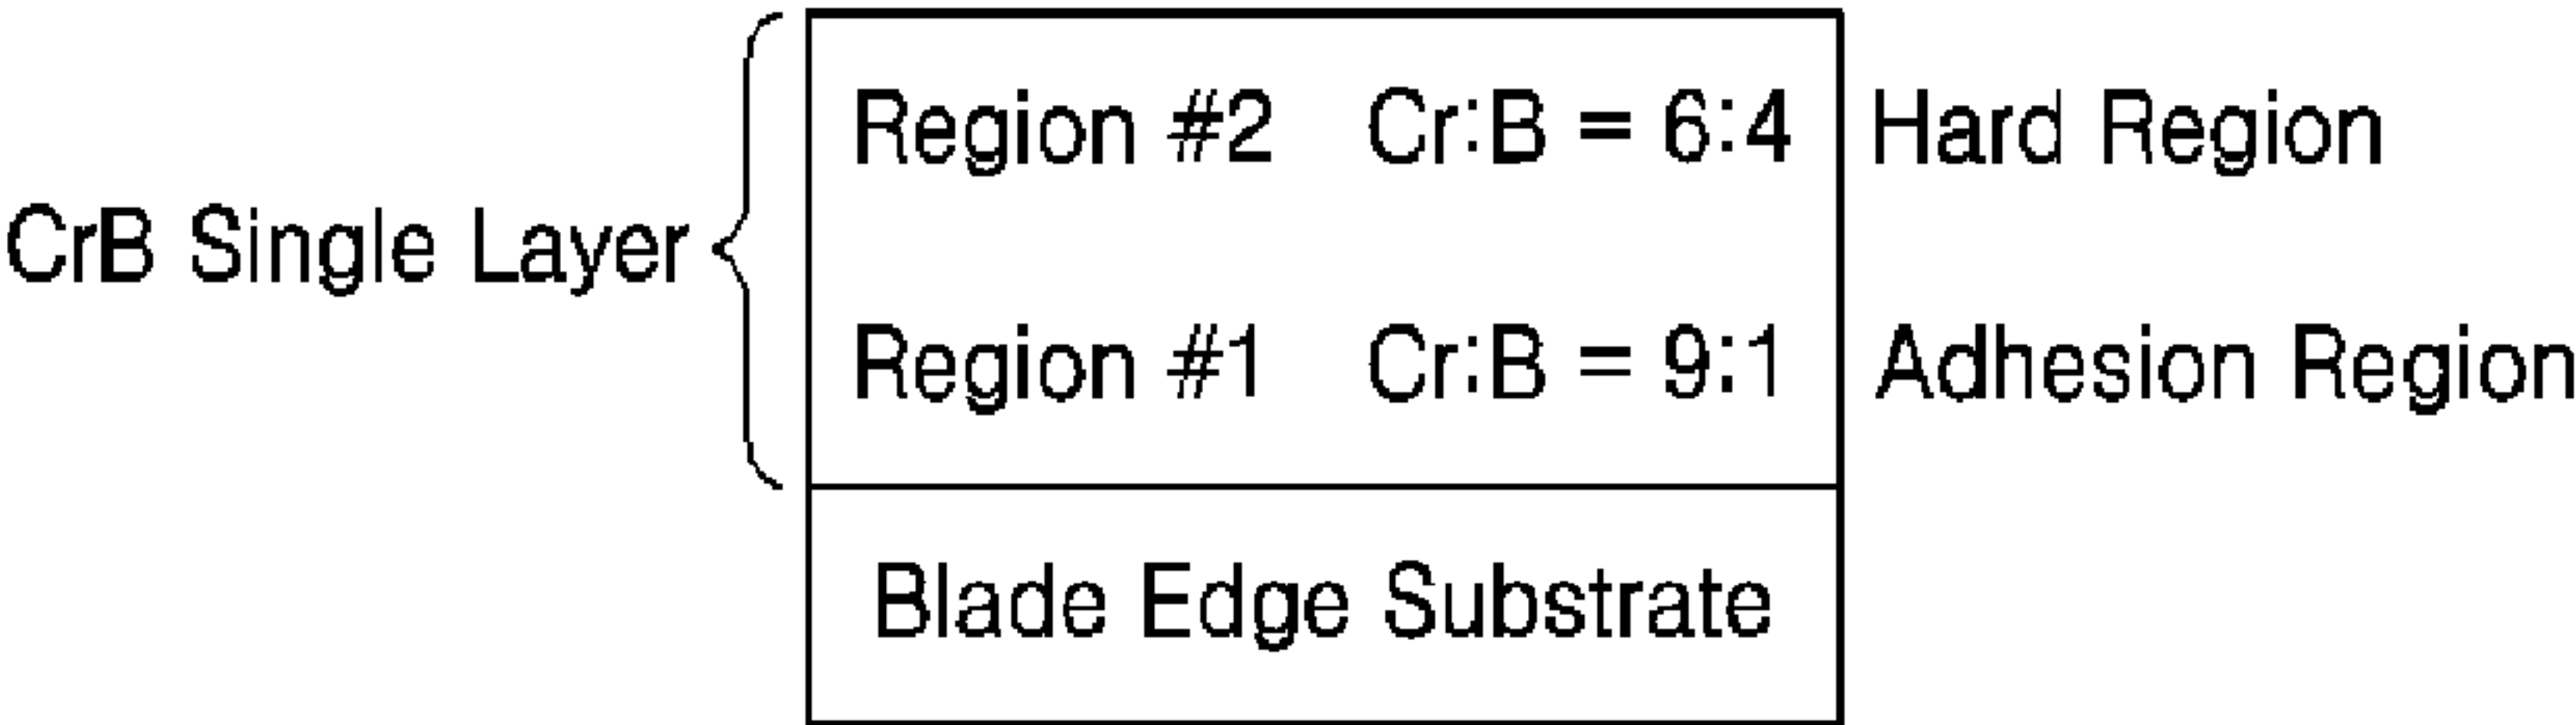 Region #2 Cr:B = 6:4 Hard Region
CrB Single Layer
Region #1 Cr:B = 9:1 Adhesion Region
Blade Edge Substrate